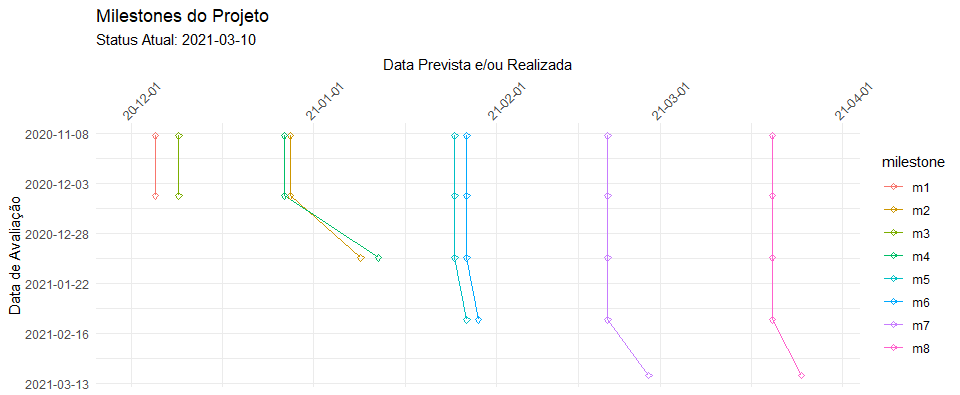 Milestones do Projeto
Status Atual: 2021-03-10
Data Prevista e/ou Realizada
20-12-01
21-01-01
21-02-01
21-03-01
21-04-01
Data de Avaliação
2020-11-08
2020-12-03
2020-12-28
2021-01-22
2021-02-16
2021-03-13
milestone
m1
m2
m3
m4
m5
m6
m7
m8